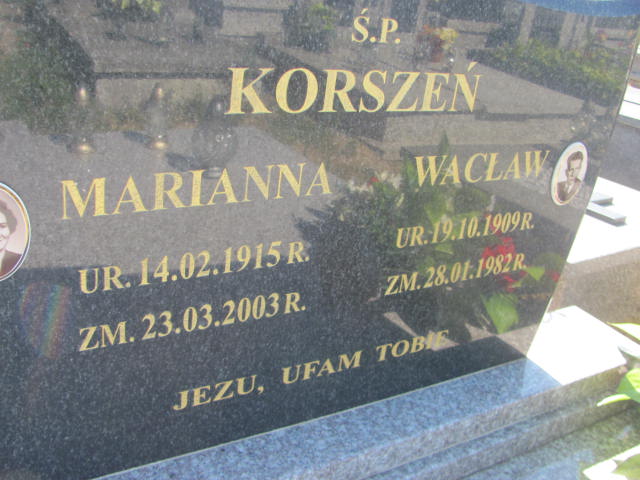 Ś.P.
KORSZEŃ
MARIANNA
UR. 14.02.1915 R.
ZM. 23.03.2003 R.
WACŁAW
UR. 19.10.1909 R.
ZM. 28.01.1982 R.
JEZU, UFAM TOBIE